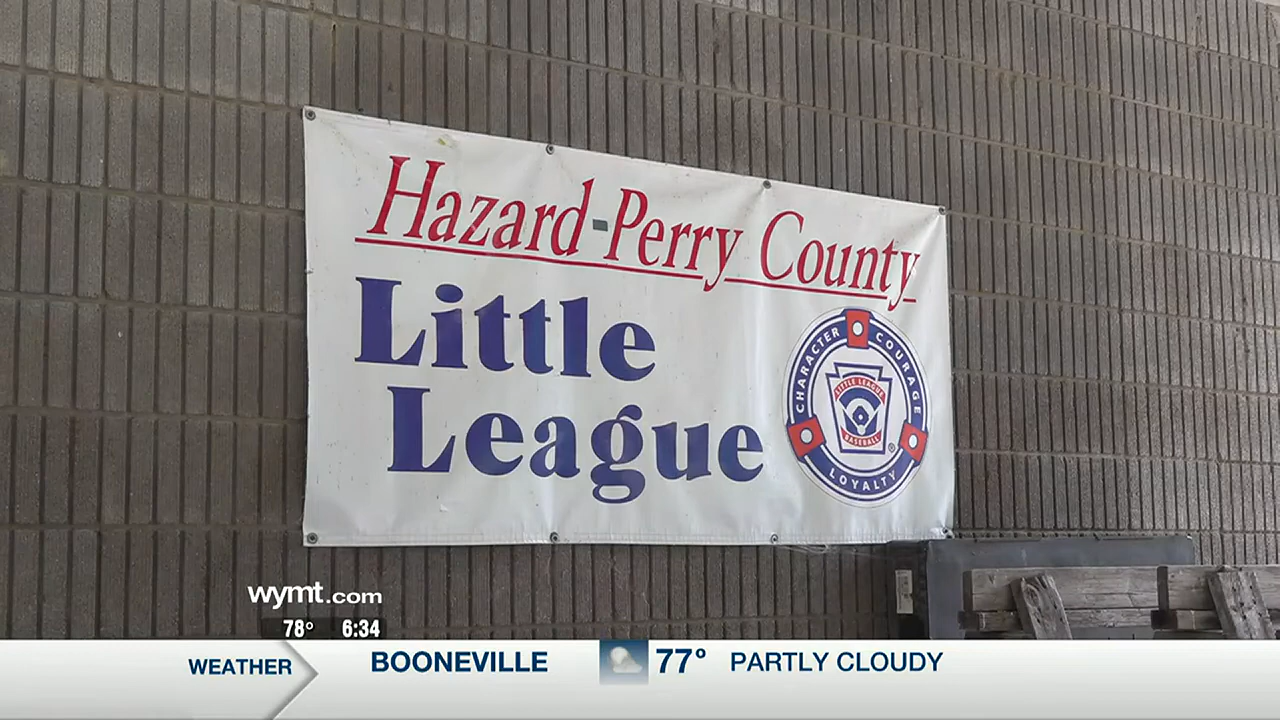 Hazard-Perry County
Little
League
CHARACTER COURAGE
LOYALTY
LITTLE LEAGUE
BASEBALL
®
wymt.com
78° 6:34
WEATHER BOONEVILLE 77° PARTLY CLOUDY